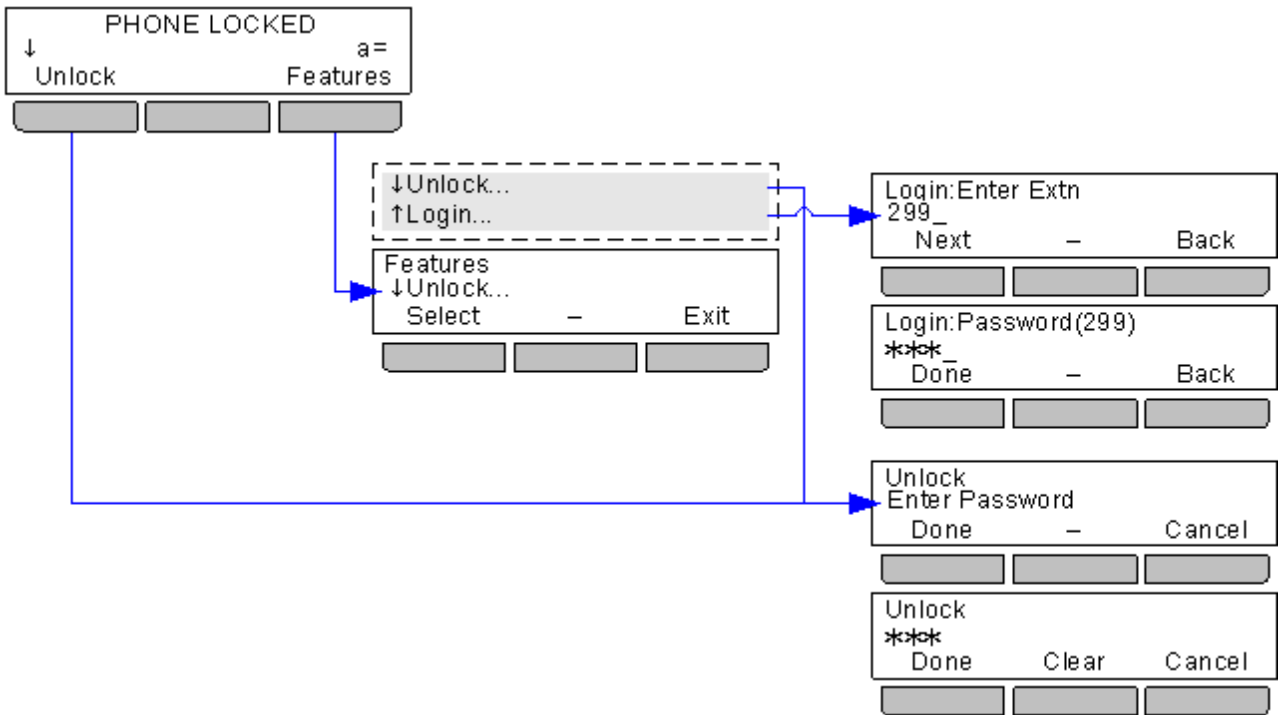 PHONE LOCKED
↓ a=
Unlock Features
↓Unlock...
↑Login...
Features
↓Unlock...
Select – Exit
Login:Enter Extn
299_
Next – Back
Login:Password(299)
***_
Done – Back
Unlock
Enter Password
Done – Cancel
Unlock
***
Done Clear Cancel